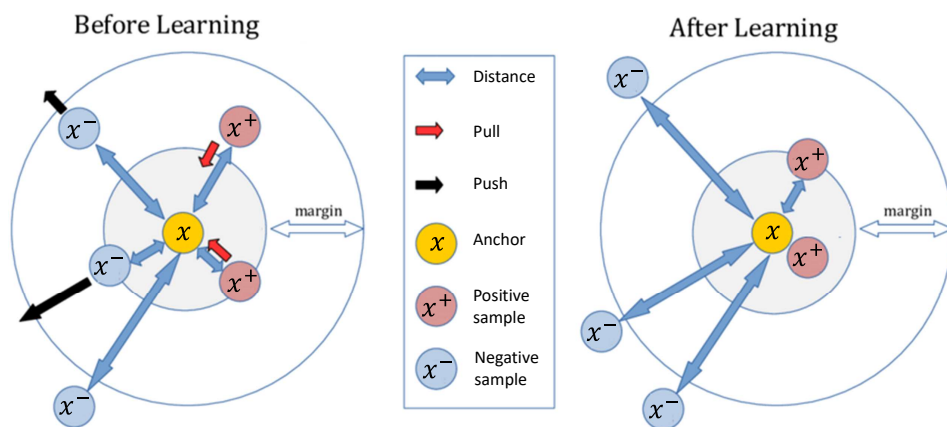 Before Learning
x⁻
x⁺
x
margin
x⁻
x⁺
x⁻
Distance
Pull
Push
x Anchor
x⁺ Positive
sample
x⁻ Negative
sample
After Learning
x⁻
x⁺
margin
x
x⁺
x⁻
x⁻